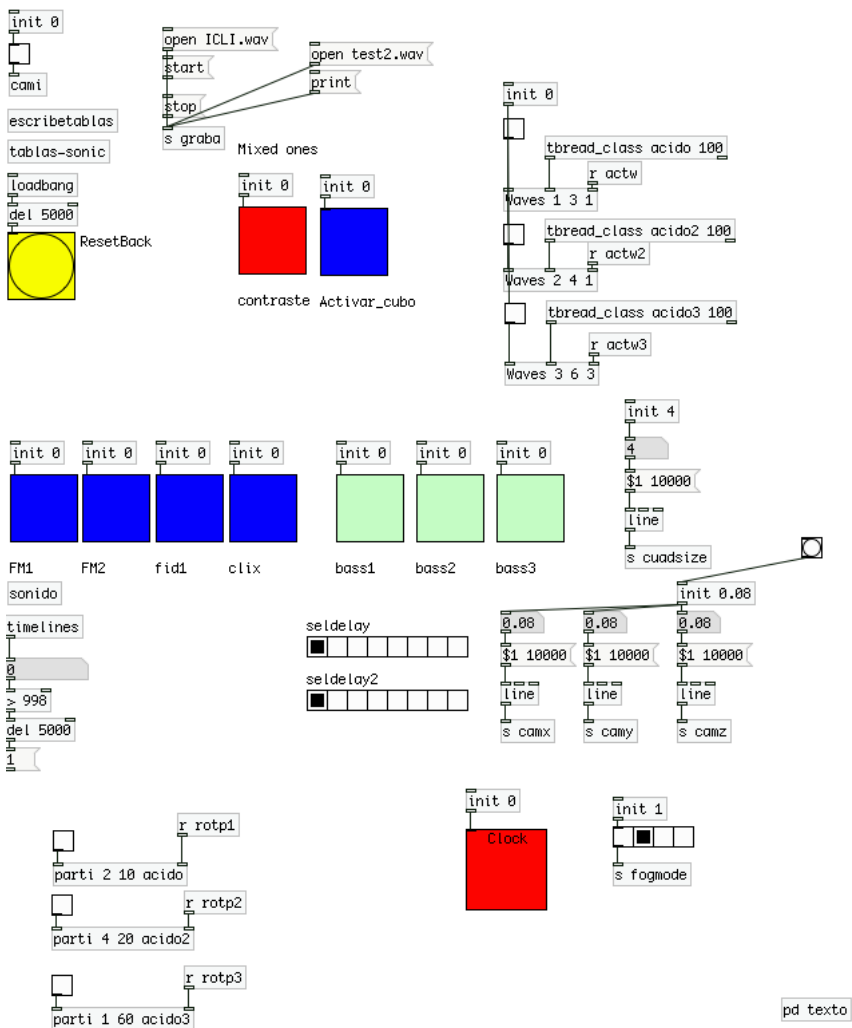 init 0
cami
escribetablas
tablas-sonic
loadbang
del 5000
ResetBack
open ICLI.wav
start
stop
s graba
open test2.wav
print
Mixed ones
init 0
contraste
init 0
Activar_cubo
init 0
tbread_class acido 100
r actw
Waves 1 3 1
tbread_class acido2 100
r actw2
Waves 2 4 1
tbread_class acido3 100
r actw3
Waves 3 6 3
init 4
4
$1 10000
line
s cuadsize
init 0
FM1
init 0
FM2
init 0
fid1
init 0
clix
init 0
bass1
init 0
bass2
init 0
bass3
sonido
timelines
0
> 998
del 5000
1
seldelay
seldelay2
init 0.08
0.08
$1 10000
line
s camx
0.08
$1 10000
line
s camy
0.08
$1 10000
line
s camz
r rotp1
parti 2 10 acido
r rotp2
parti 4 20 acido2
r rotp3
parti 1 60 acido3
init 0
Clock
init 1
s fogmode
pd texto